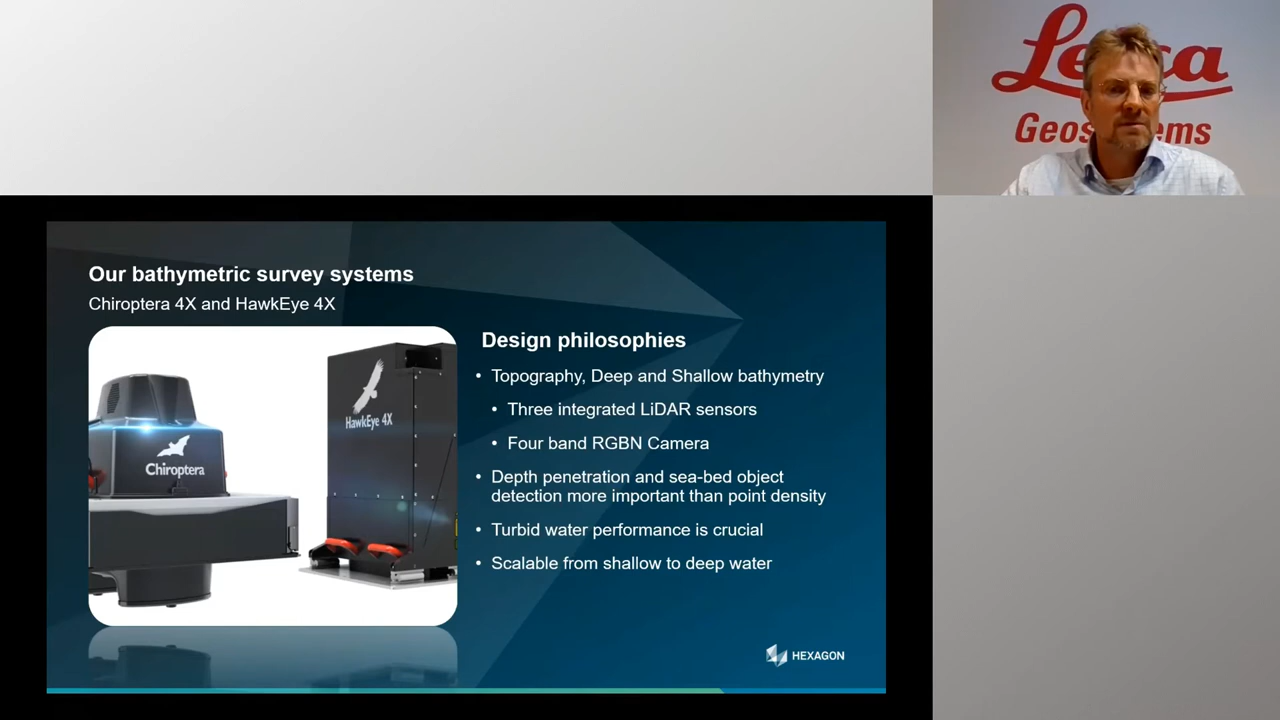 Leica
Geosystems
Our bathymetric survey systems
Chiroptera 4X and HawkEye 4X
HawkEye 4X
Chiroptera
Design philosophies
• Topography, Deep and Shallow bathymetry
• Three integrated LiDAR sensors
• Four band RGBN Camera
• Depth penetration and sea-bed object
detection more important than point density
• Turbid water performance is crucial
• Scalable from shallow to deep water
HEXAGON